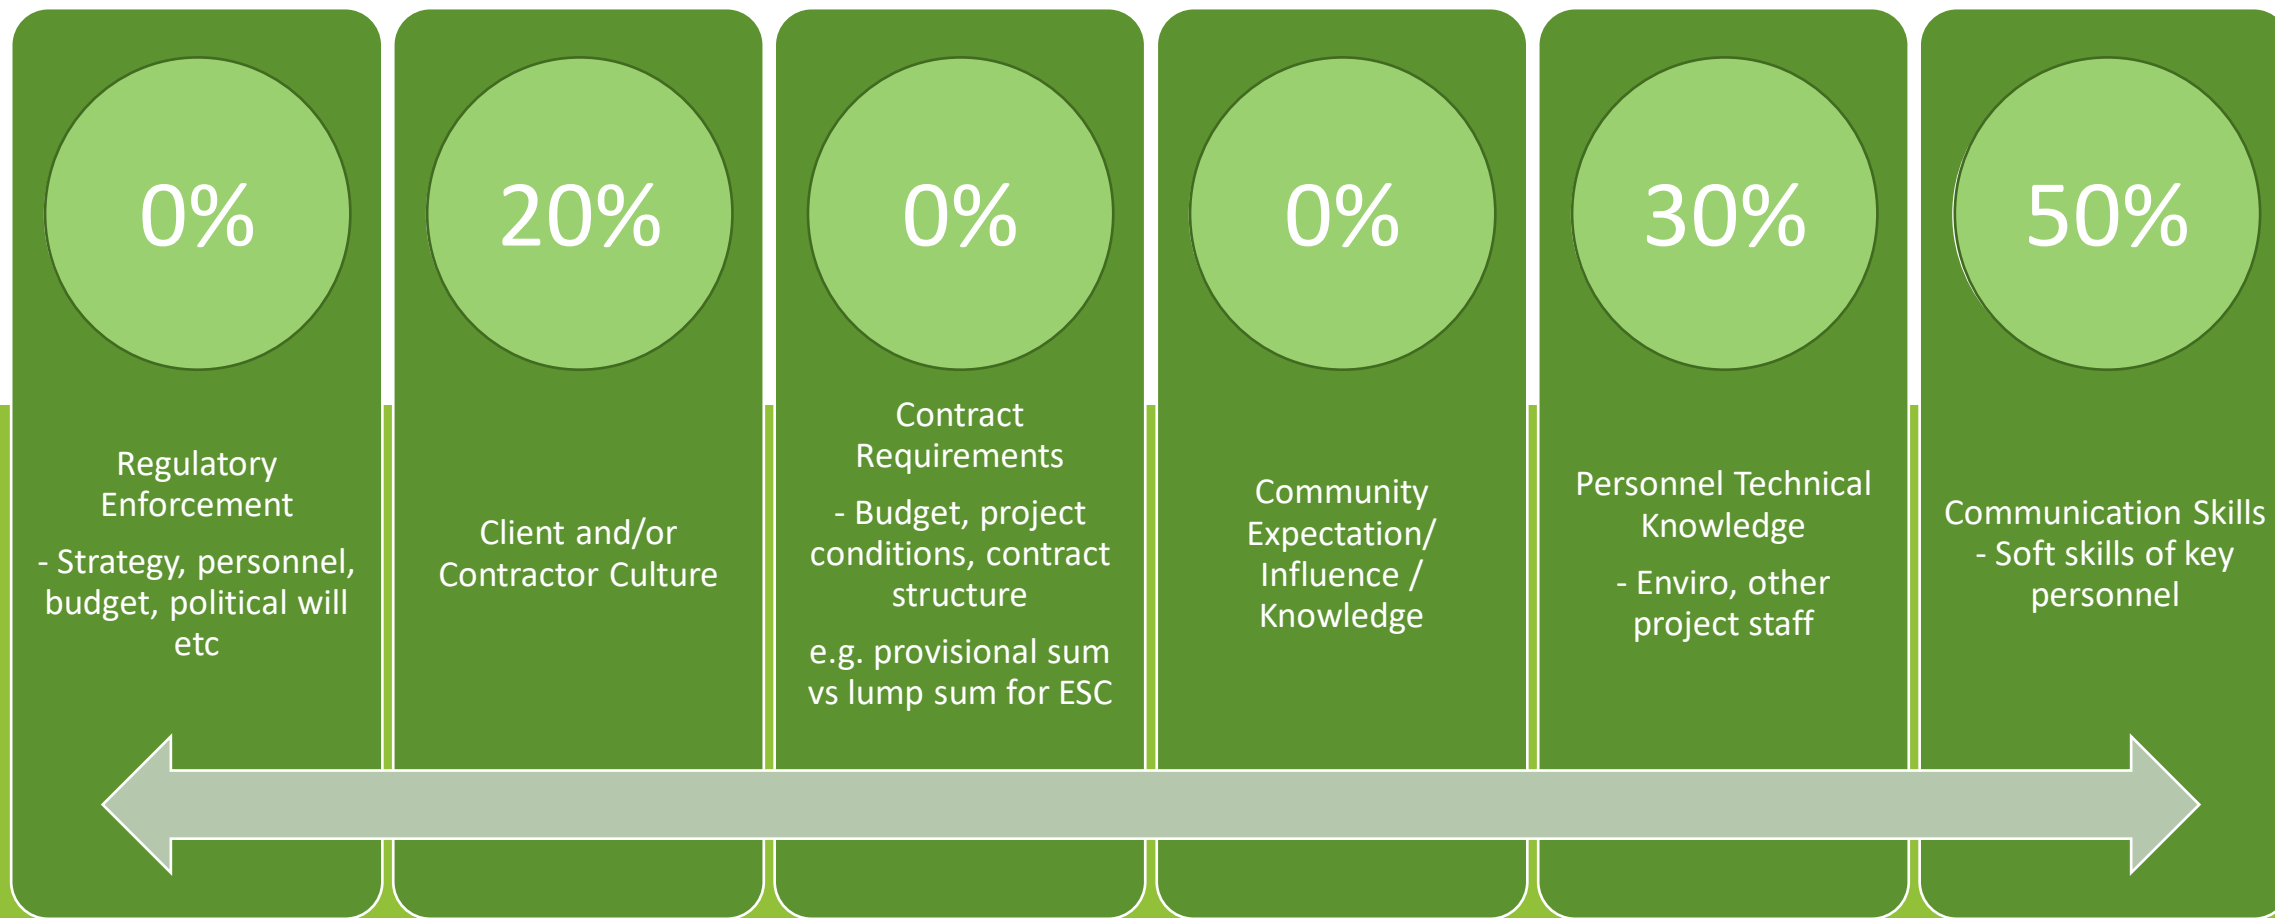 0%
Regulatory
Enforcement
- Strategy, personnel,
budget, political will
etc
20%
Client and/or
Contractor Culture
0%
Contract
Requirements
- Budget, project
conditions, contract
structure
e.g. provisional sum
vs lump sum for ESC
0%
Community
Expectation/
Influence /
Knowledge
30%
Personnel Technical
Knowledge
- Enviro, other
project staff
50%
Communication Skills
- Soft skills of key
personnel